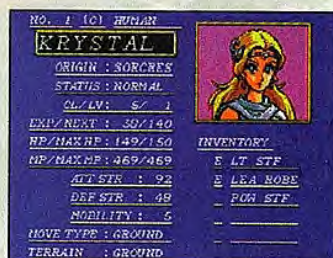 NO. 1 (C) HUMAN
KRYSTAL
ORIGIN : SORCRES
STATUS : NORMAL
CL/LV: 6/ 1
EXP/NEXT : 30/140
HP/MAXHP : 149/150
MP/MAXMP : 469/469
ATT STR : 92
DEF STR : 48
MOBILITY : 5
MOVE TYPE : GROUND
TERRAIN : GROUND
INVENTORY
E LT STF
E LEA ROBE
_ POW STF
_
_